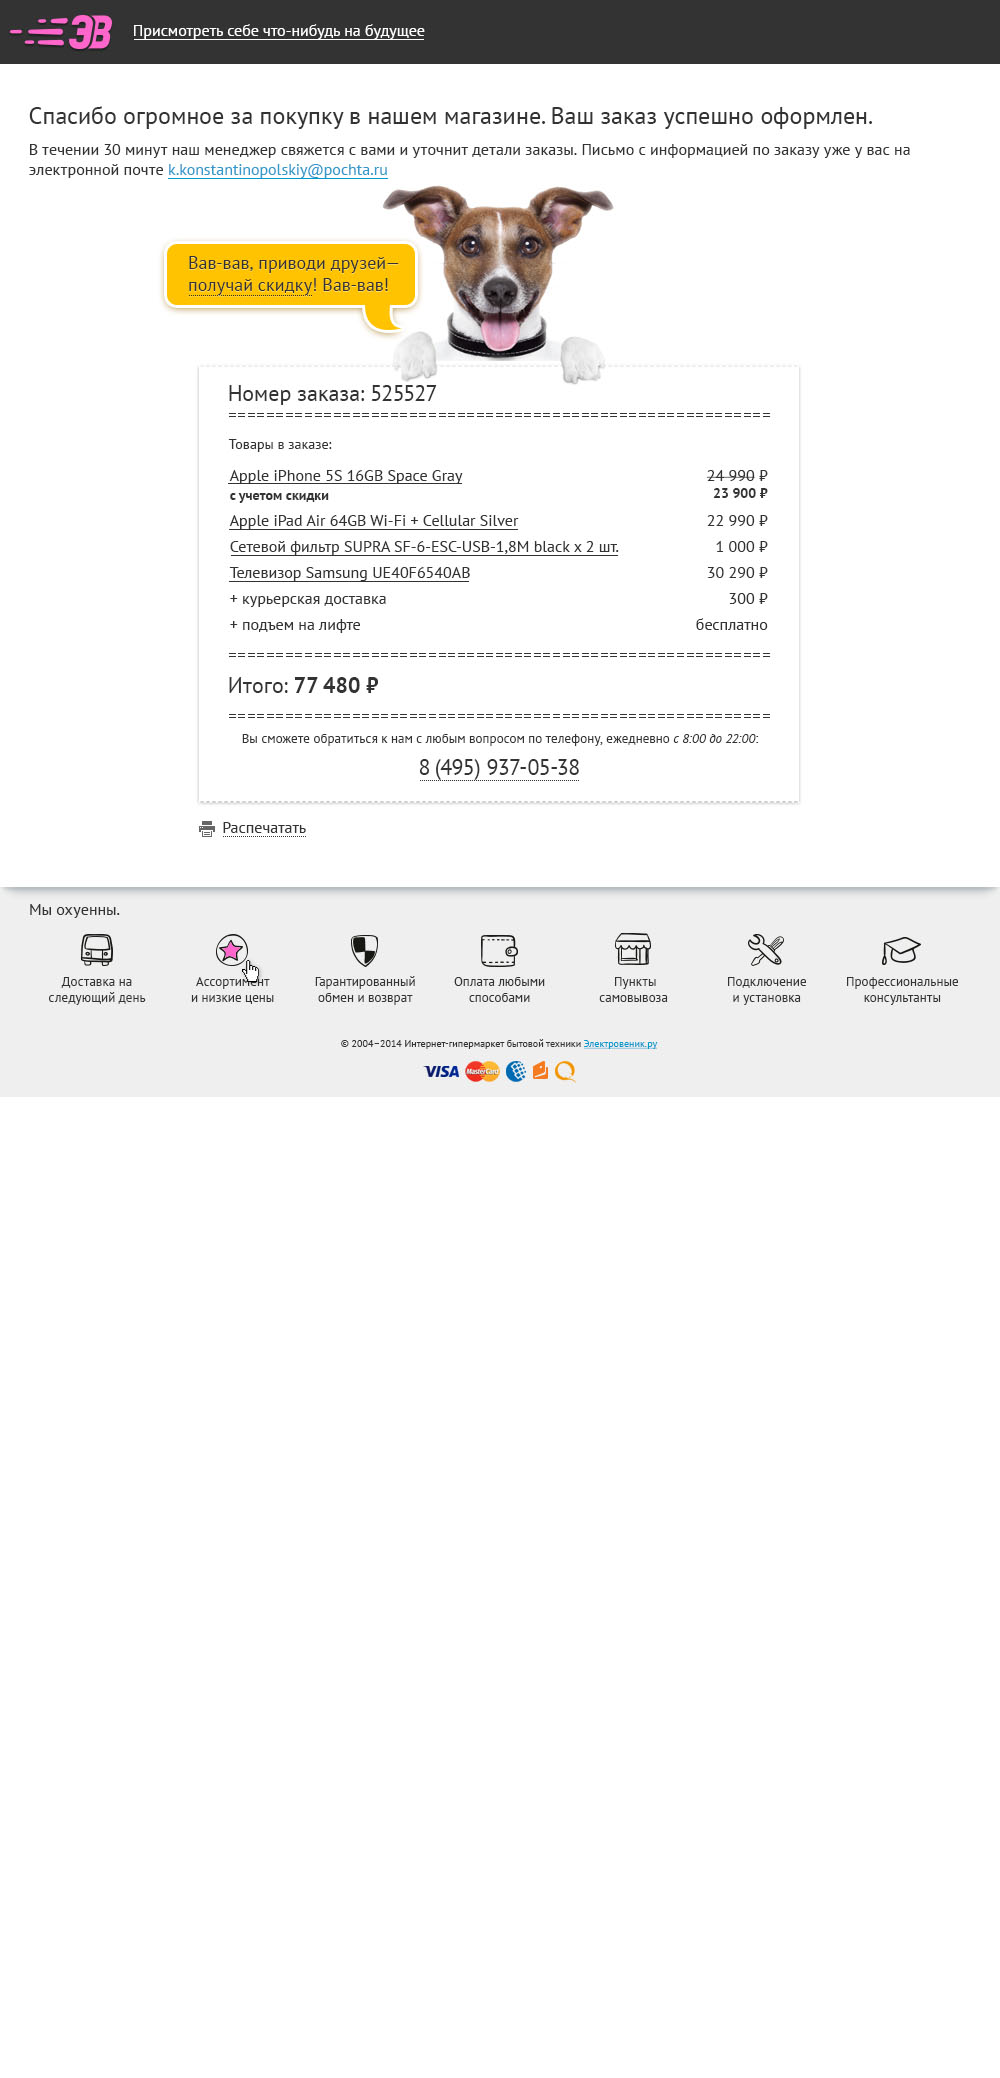 ЭВ
Присмотреть себе что-нибудь на будущее
Спасибо огромное за покупку в нашем магазине. Ваш заказ успешно оформлен.
В течении 30 минут наш менеджер свяжется с вами и уточнит детали заказы. Письмо с информацией по заказу уже у вас на
электронной почте k.konstantinopolskiy@pochta.ru
Вав-вав, приводи друзей—
получай скидку! Вав-вав!
Номер заказа: 525527
Товары в заказе:
Apple iPhone 5S 16GB Space Gray 24 990 ₽
с учетом скидки 23 900 ₽
Apple iPad Air 64GB Wi-Fi + Cellular Silver 22 990 ₽
Сетевой фильтр SUPRA SF-6-ESC-USB-1,8M black x 2 шт. 1 000 ₽
Телевизор Samsung UE40F6540AB 30 290 ₽
+ курьерская доставка 300 ₽
+ подъем на лифте бесплатно
Итого: 77 480 ₽
Вы сможете обратиться к нам с любым вопросом по телефону, ежедневно с 8:00 до 22:00:
8 (495) 937-05-38
Распечатать
Мы охуенны.
Доставка на
следующий день
Ассортимент
и низкие цены
Гарантированный
обмен и возврат
Оплата любыми
способами
Пункты
самовывоза
Подключение
и установка
Профессиональные
консультанты
© 2004–2014 Интернет-гипермаркет бытовой техники Электровеник.ру
VISA MasterCard